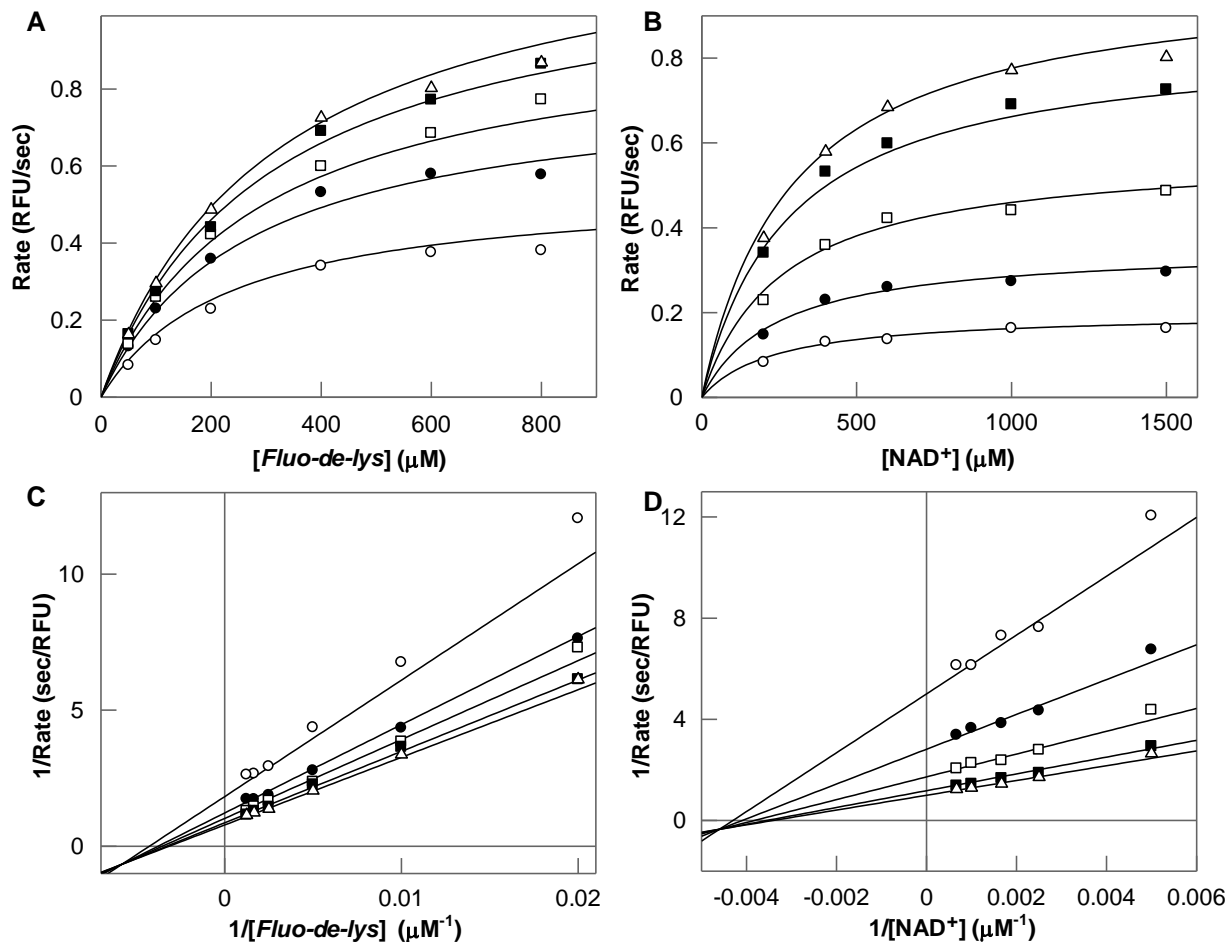 A
B
Rate (RFU/sec)
0.8
0.6
0.4
0.2
0
0 200 400 600 800
[Fluo-de-lys] (μM)
Rate (RFU/sec)
0.8
0.6
0.4
0.2
0
0 500 1000 1500
[NAD⁺] (μM)
C
D
1/Rate (sec/RFU)
10
5
0
0 0.01 0.02
1/[Fluo-de-lys] (μM⁻¹)
1/Rate (sec/RFU)
12
8
4
0
-0.004 -0.002 0 0.002 0.004 0.006
1/[NAD⁺] (μM⁻¹)